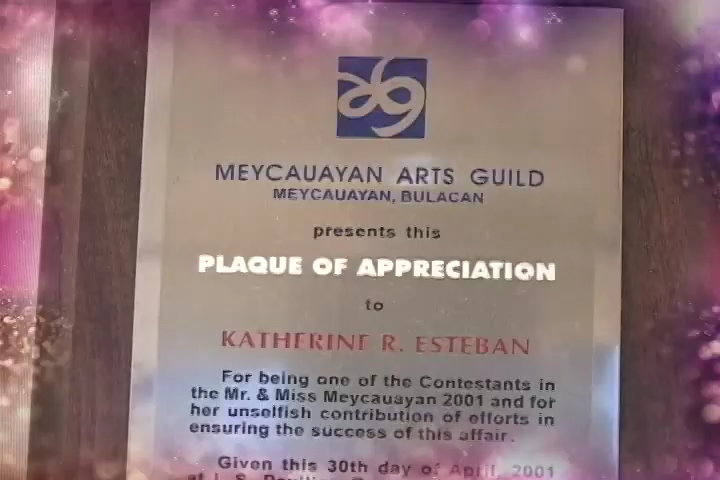 MEYCAUAYAN ARTS GUILD
MEYCAUAYAN, BULACAN
presents this
PLAQUE OF APPRECIATION
to
KATHERINE R. ESTEBAN
For being one of the Contestants in
the Mr. & Miss Meycauayan 2001 and for
her unselfish contribution of efforts in
ensuring the success of this affair.
Given this 30th day of April, 2001